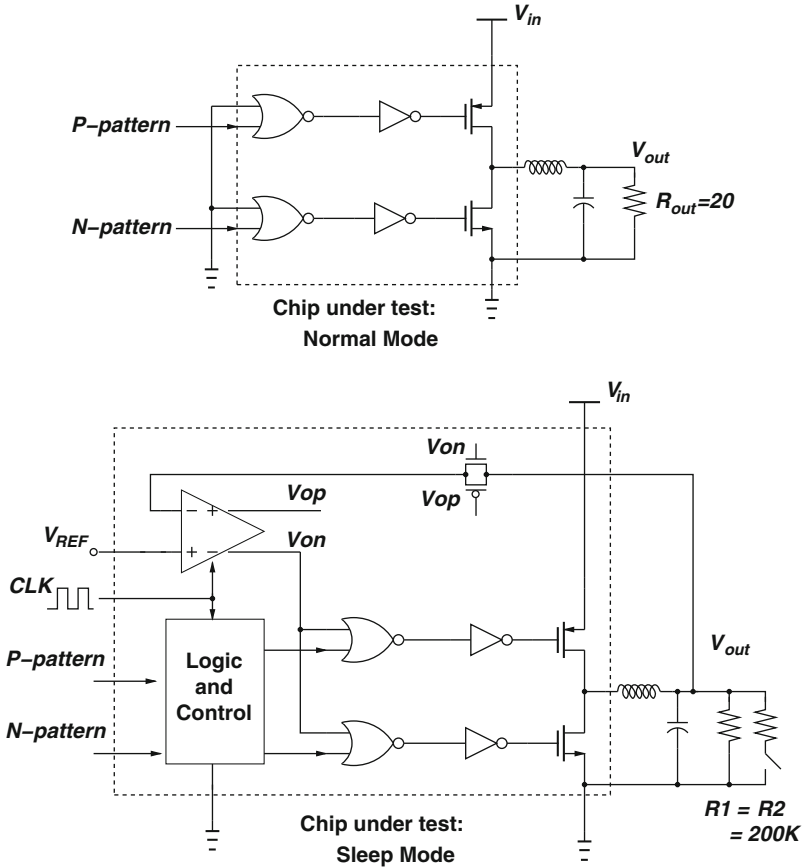 V_in
P–pattern
V_out
R_out=20
N–pattern
Chip under test:
Normal Mode
V_in
Von
Vop
Vop
– +
V_REF
Von
+ –
CLK
P–pattern
Logic
and
Control
V_out
N–pattern
R1 = R2
= 200K
Chip under test:
Sleep Mode